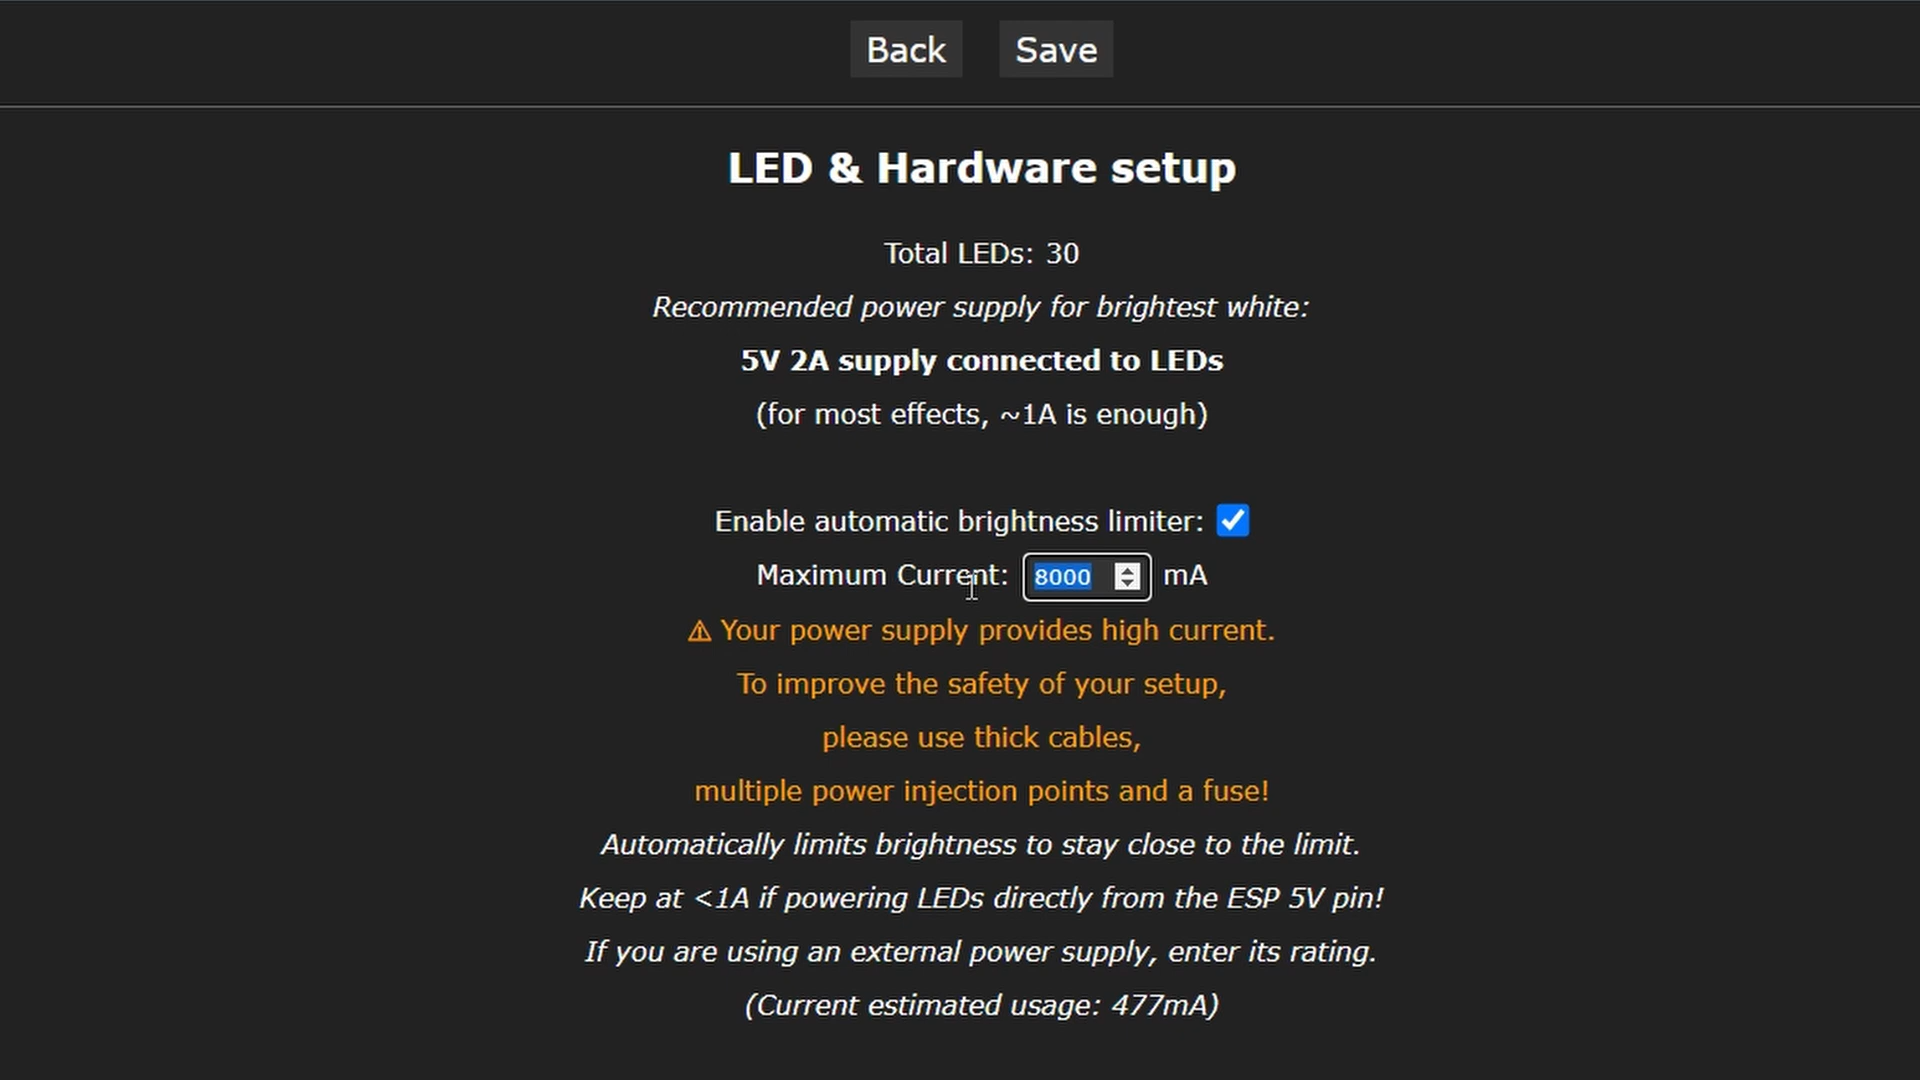 Back Save
LED & Hardware setup
Total LEDs: 30
Recommended power supply for brightest white:
5V 2A supply connected to LEDs
(for most effects, ~1A is enough)
Enable automatic brightness limiter:
Maximum Current: 8000 mA
⚠ Your power supply provides high current.
To improve the safety of your setup,
please use thick cables,
multiple power injection points and a fuse!
Automatically limits brightness to stay close to the limit.
Keep at <1A if powering LEDs directly from the ESP 5V pin!
If you are using an external power supply, enter its rating.
(Current estimated usage: 477mA)